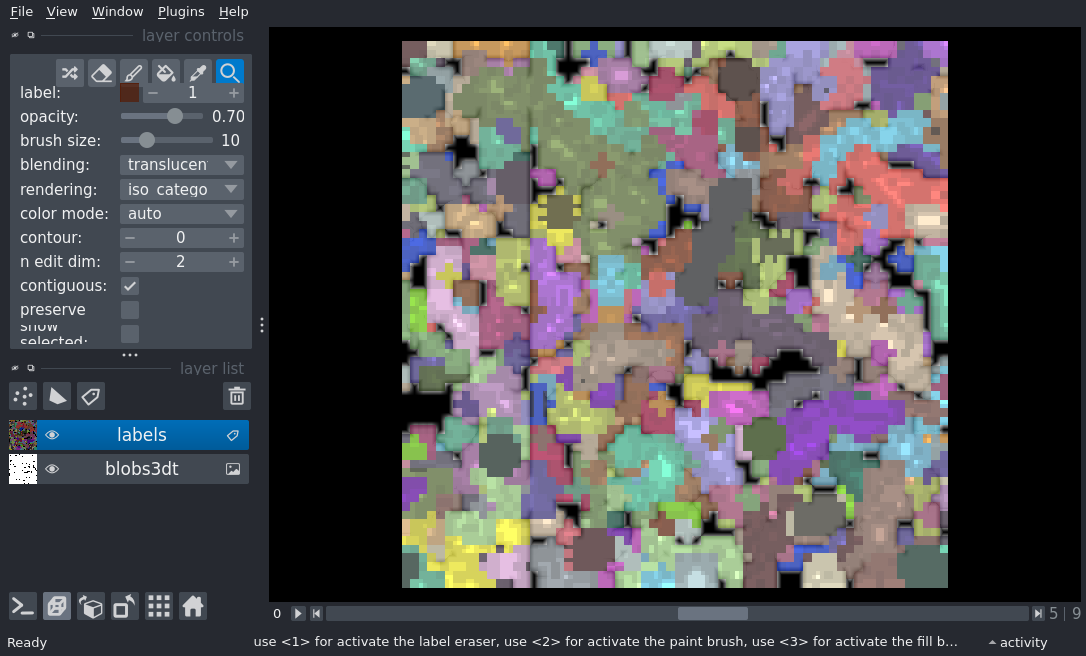 File View Window Plugins Help
layer controls
label: 1
opacity: 0.70
brush size: 10
blending: translucen
rendering: iso catego
color mode: auto
contour: 0
n edit dim: 2
contiguous:
preserve
show
selected:
layer list
labels
blobs3dt
0 5 | 9
Ready use <1> for activate the label eraser, use <2> for activate the paint brush, use <3> for activate the fill b... activity